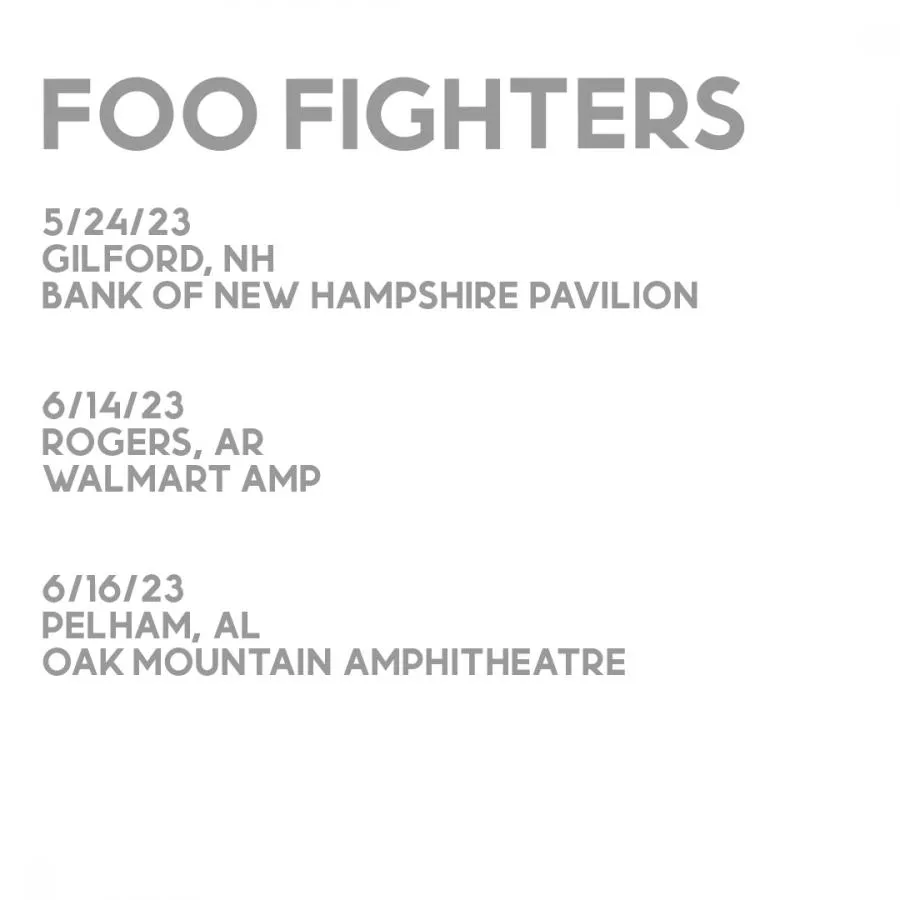 FOO FIGHTERS
5/24/23
GILFORD, NH
BANK OF NEW HAMPSHIRE PAVILION
6/14/23
ROGERS, AR
WALMART AMP
6/16/23
PELHAM, AL
OAK MOUNTAIN AMPHITHEATRE